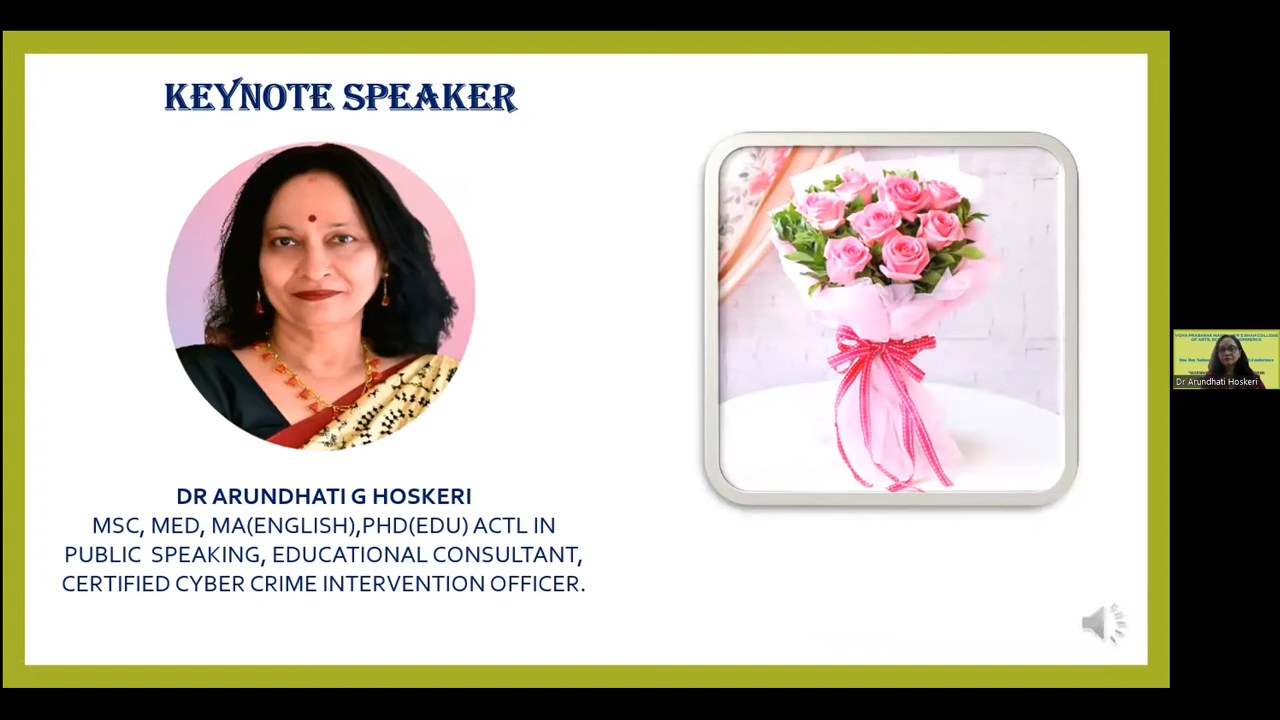 KEYNOTE SPEAKER
DR ARUNDHATI G HOSKERI
MSC, MED, MA(ENGLISH),PHD(EDU) ACTL IN
PUBLIC SPEAKING, EDUCATIONAL CONSULTANT,
CERTIFIED CYBER CRIME INTERVENTION OFFICER.
Dr Arundhati Hoskeri